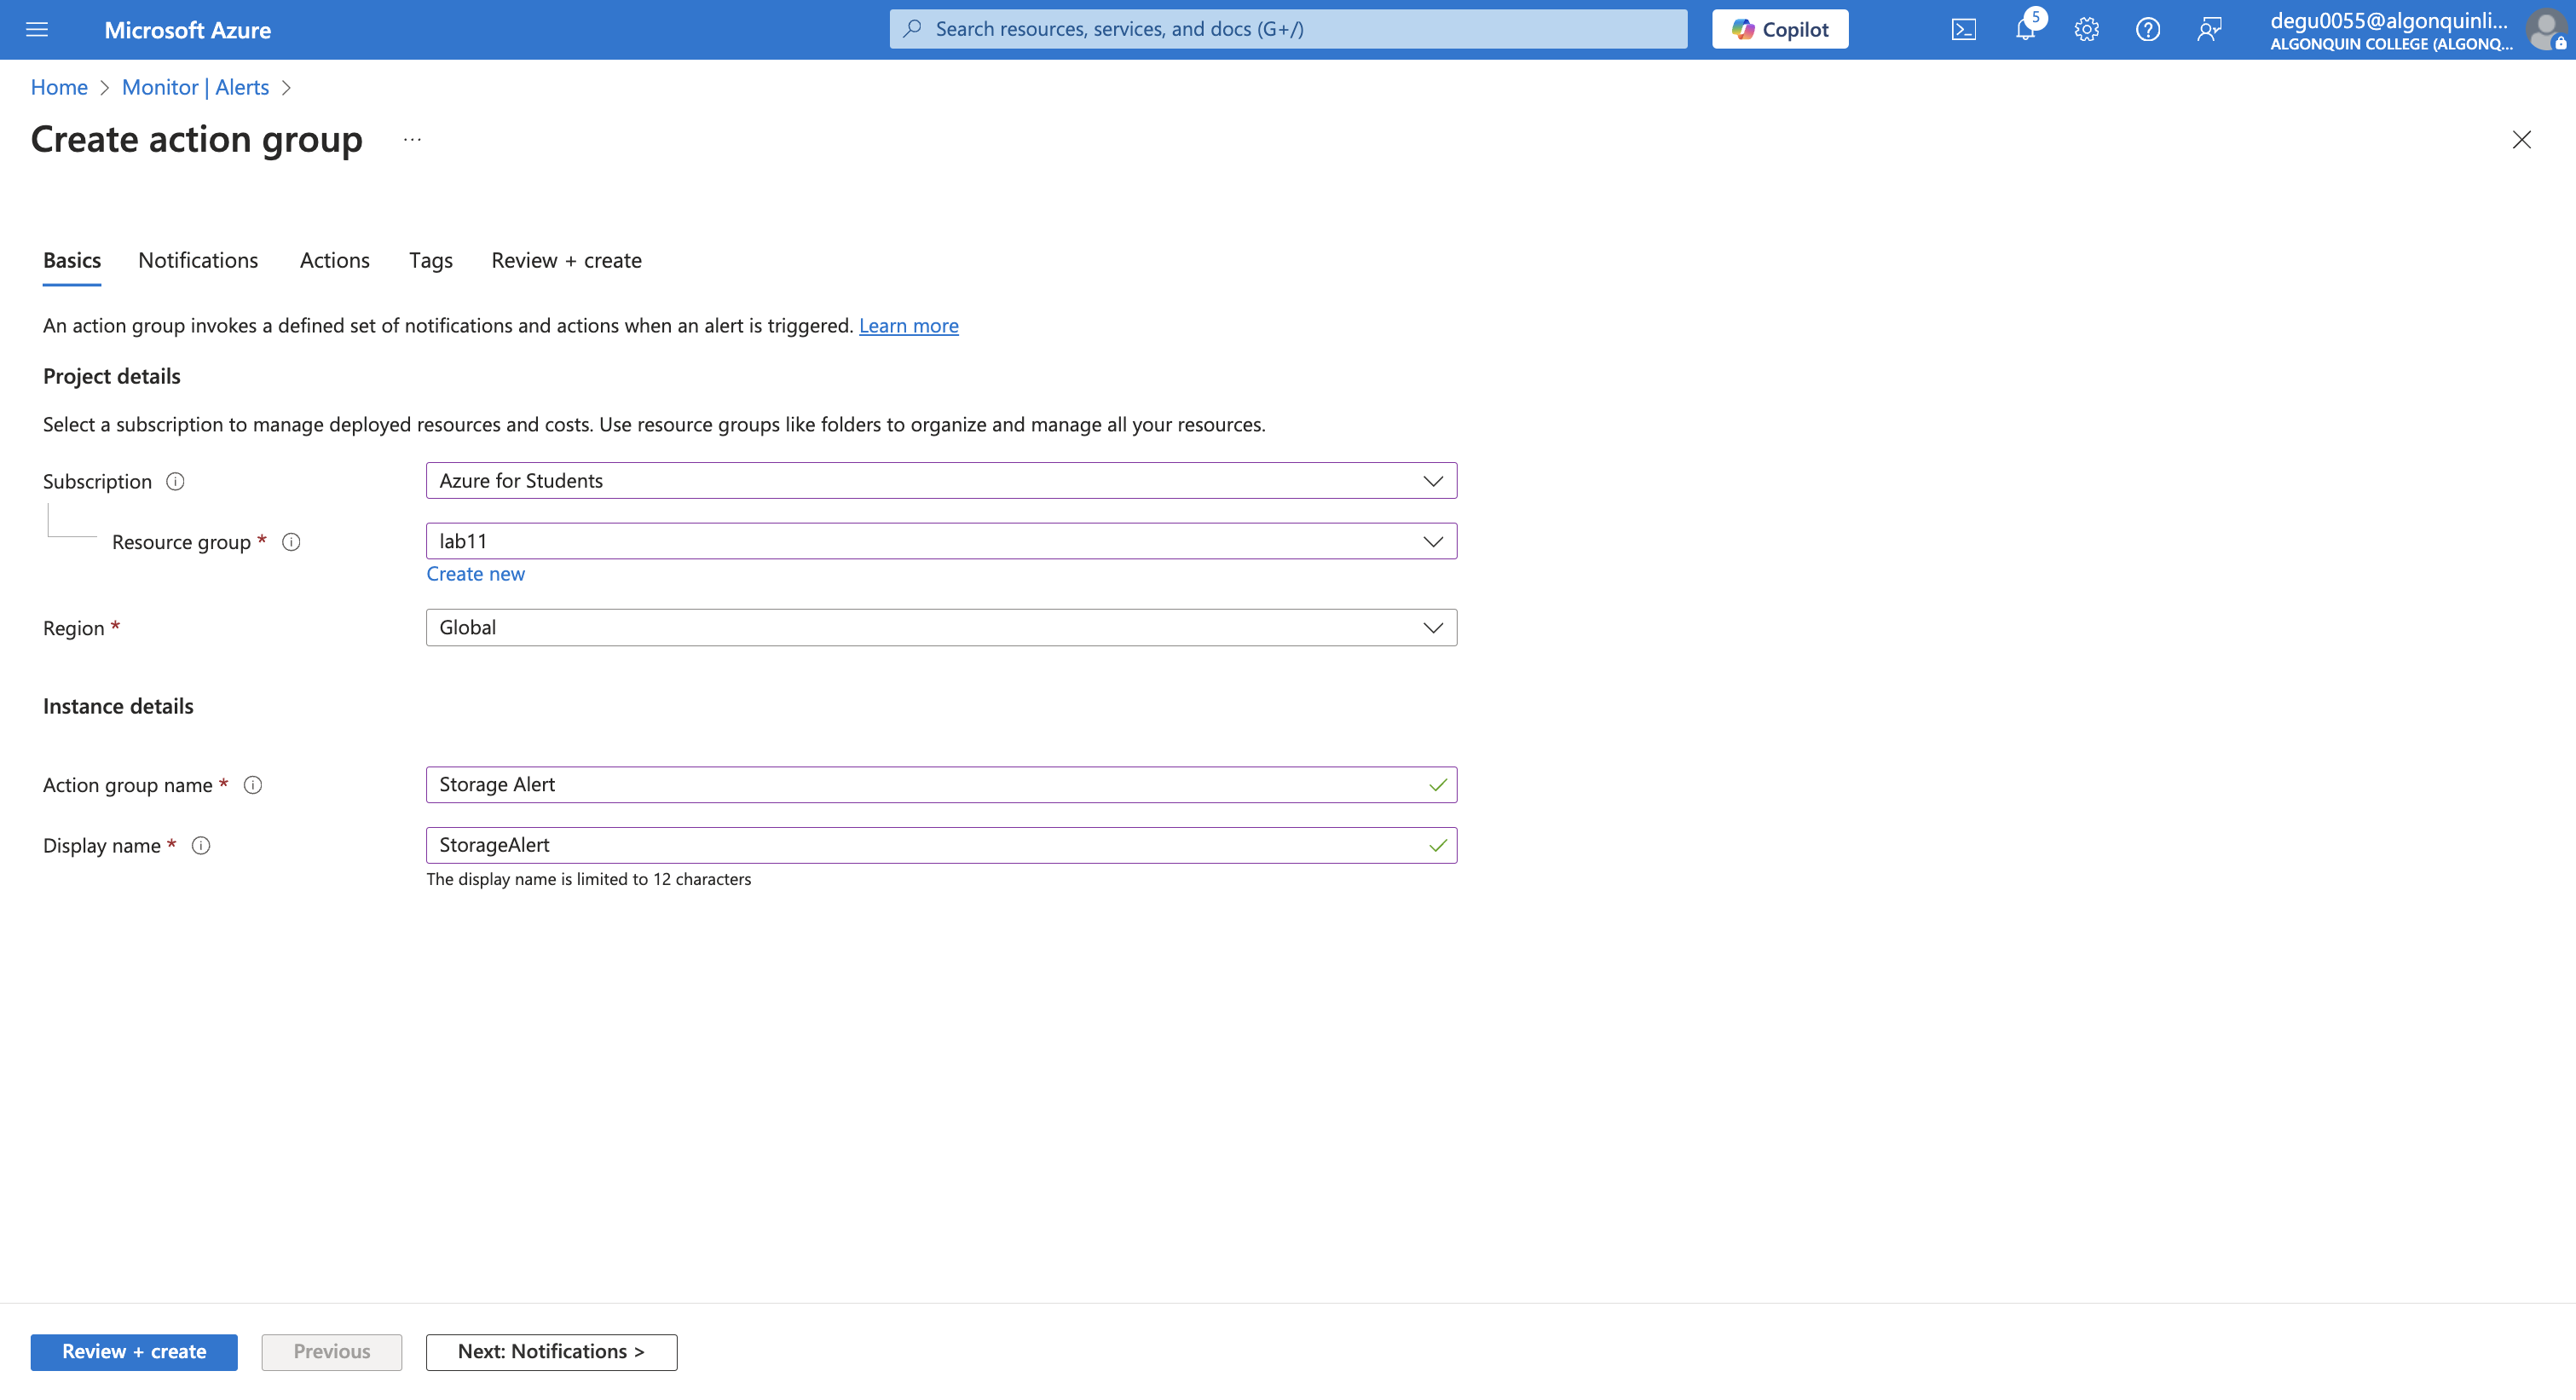 Microsoft Azure
Search resources, services, and docs (G+/)
Copilot
5
degu0055@algonquinli...
ALGONQUIN COLLEGE (ALGONQ...
Home > Monitor | Alerts >
Create action group ...
Basics Notifications Actions Tags Review + create
An action group invokes a defined set of notifications and actions when an alert is triggered. Learn more
Project details
Select a subscription to manage deployed resources and costs. Use resource groups like folders to organize and manage all your resources.
Subscription Azure for Students
Resource group * lab11
Create new
Region * Global
Instance details
Action group name * Storage Alert
Display name * StorageAlert
The display name is limited to 12 characters
Review + create Previous Next: Notifications >